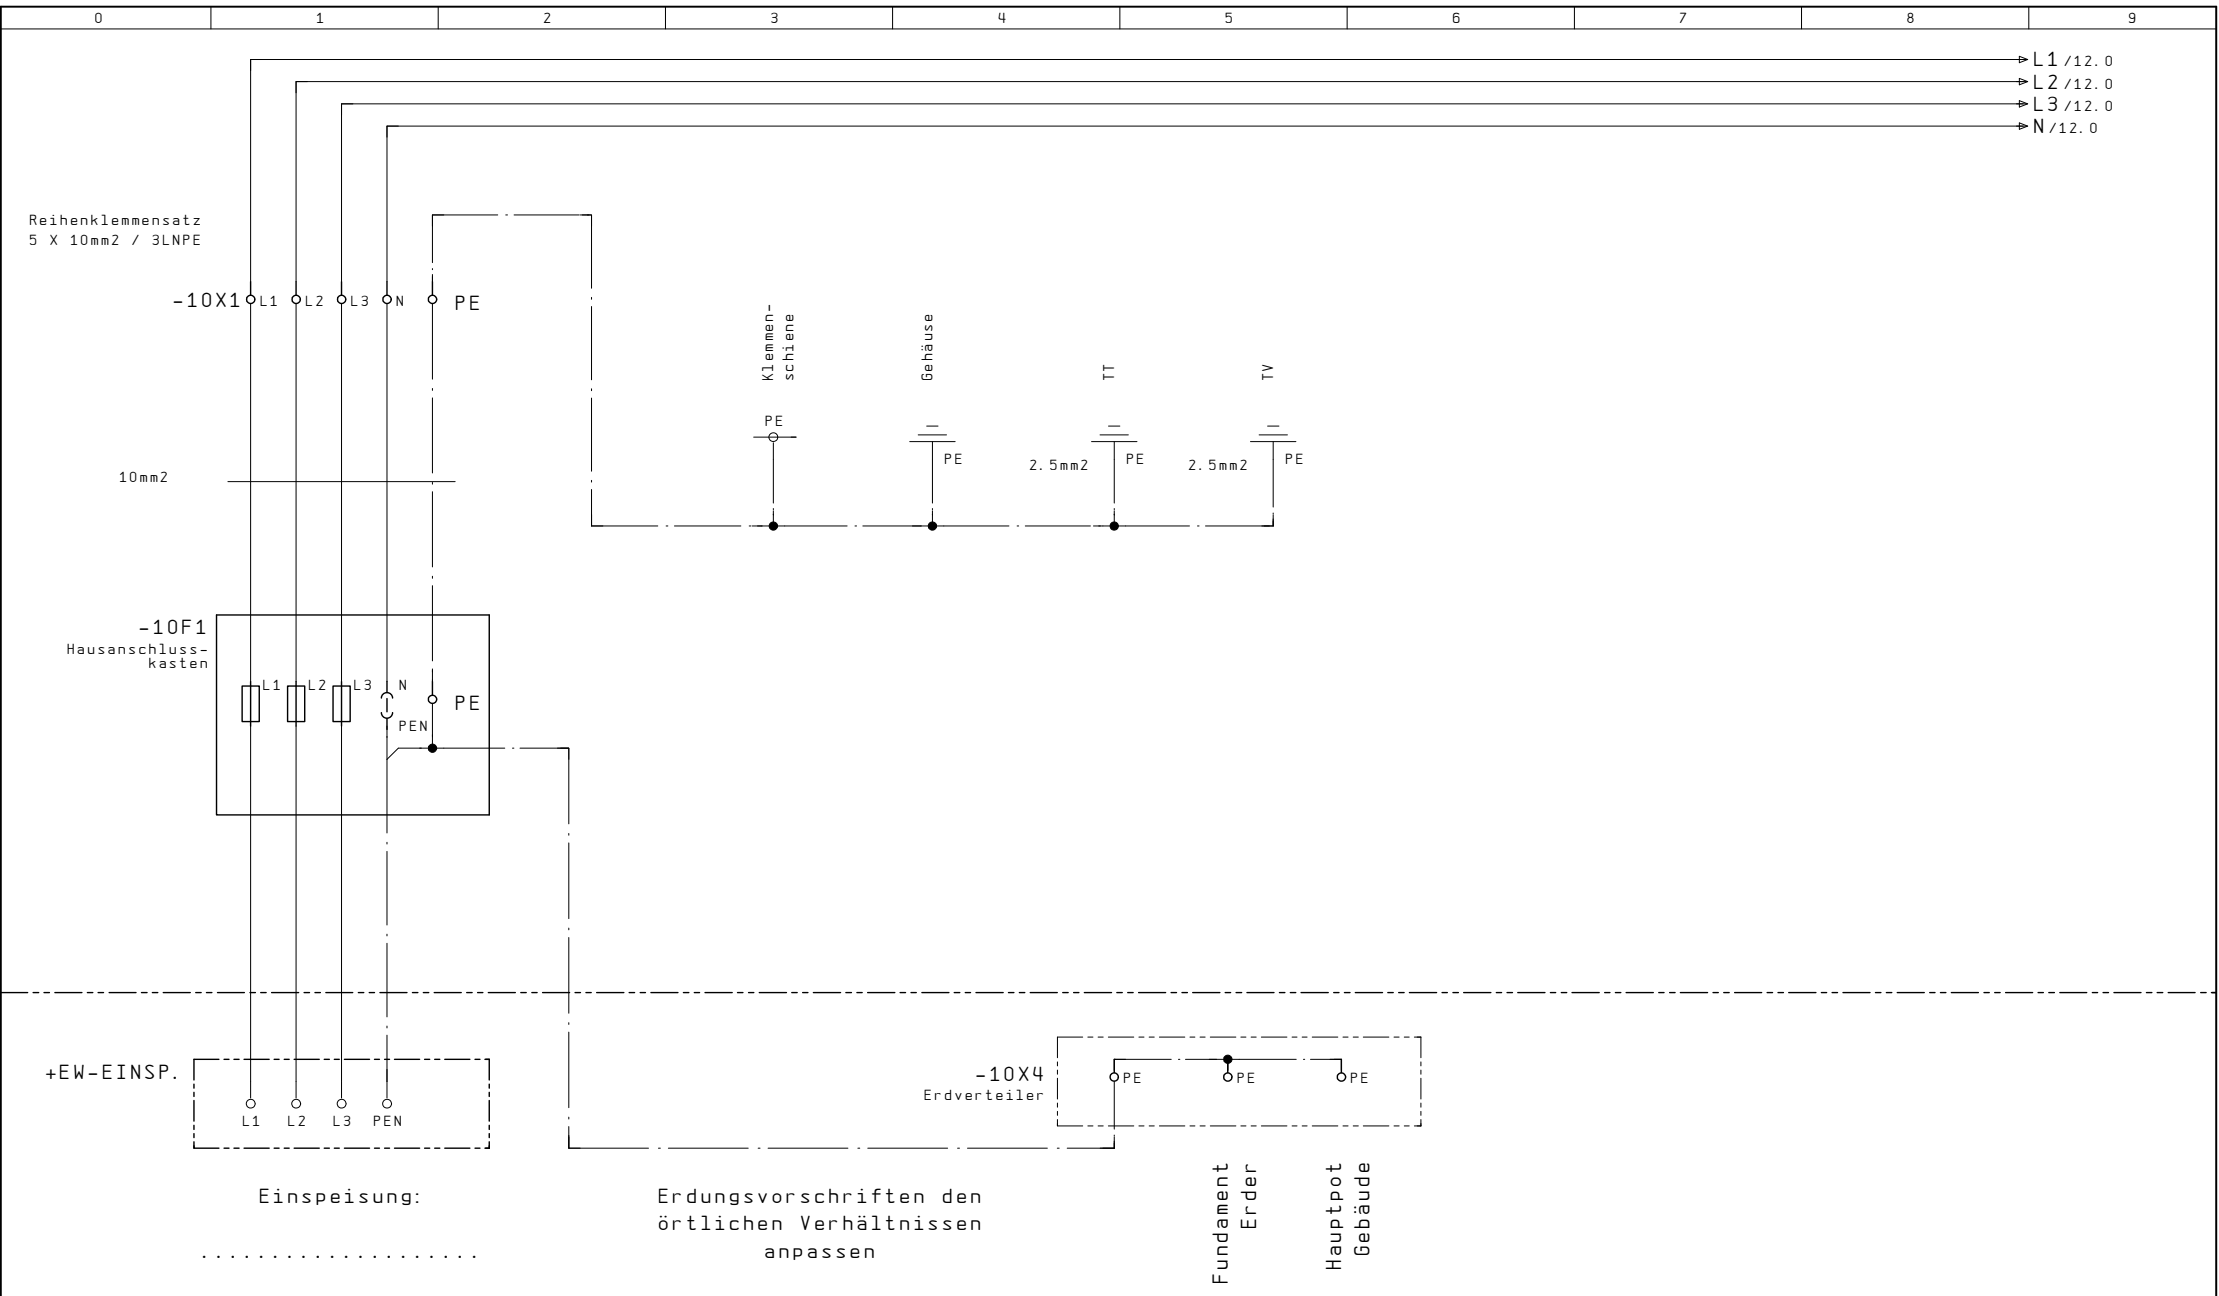 0 1 2 3 4 5 6 7 8 9
L1 /12.0
L2 /12.0
L3 /12.0
N /12.0
Reihenklemmensatz
5 X 10mm2 / 3LNPE
-10X1 L1 L2 L3 N PE
Klemmen-
schiene
Gehäuse
TT
TV
PE
PE
2.5mm2 PE
2.5mm2 PE
10mm2
-10F1
Hausanschluss-
kasten
L1 L2 L3 N
PE
PEN
+EW-EINSP.
L1 L2 L3 PEN
-10X4
Erdverteiler
PE PE PE
Einspeisung:
....................
Erdungsvorschriften den
örtlichen Verhältnissen
anpassen
Fundament
Erder
Hauptpot
Gebäude